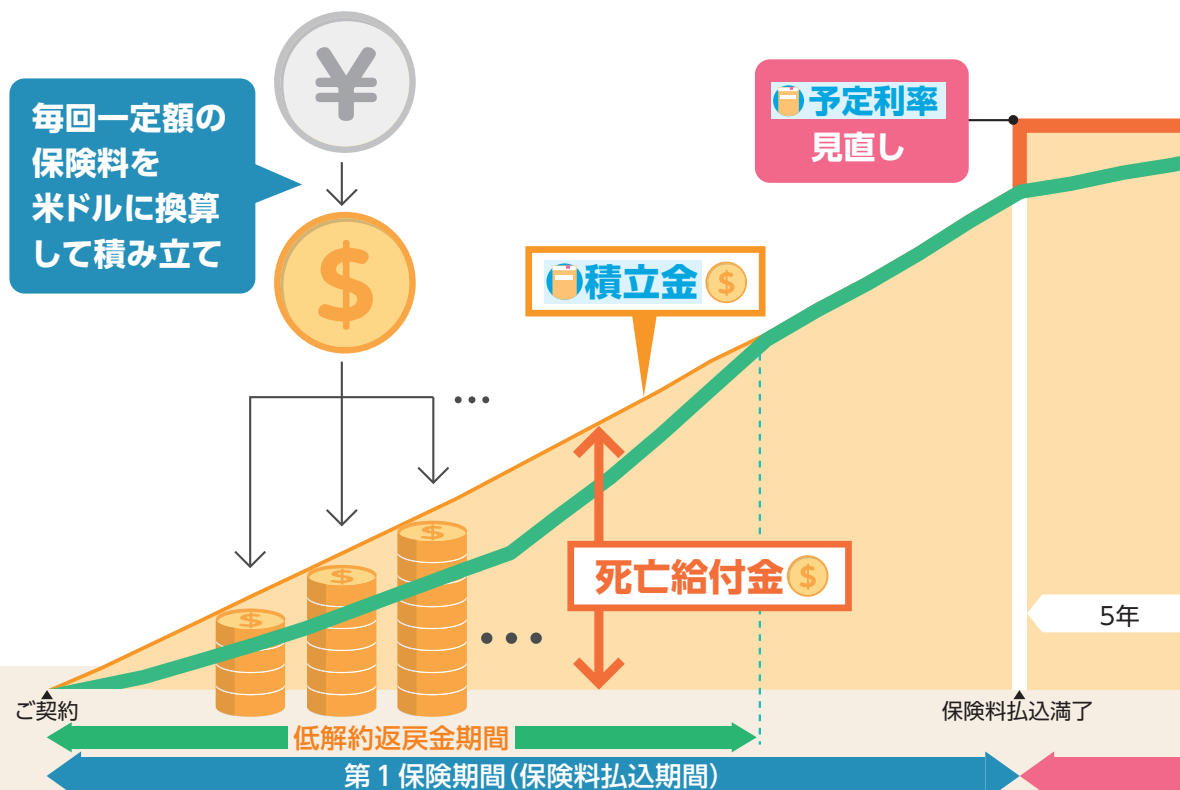 ¥
毎回一定額の
保険料を
米ドルに換算
して積み立て
$
予定利率
見直し
積立金 $
...
$
$
$
...
死亡給付金 $
5年
ご契約
保険料払込満了
低解約返戻金期間
第1保険期間(保険料払込期間)